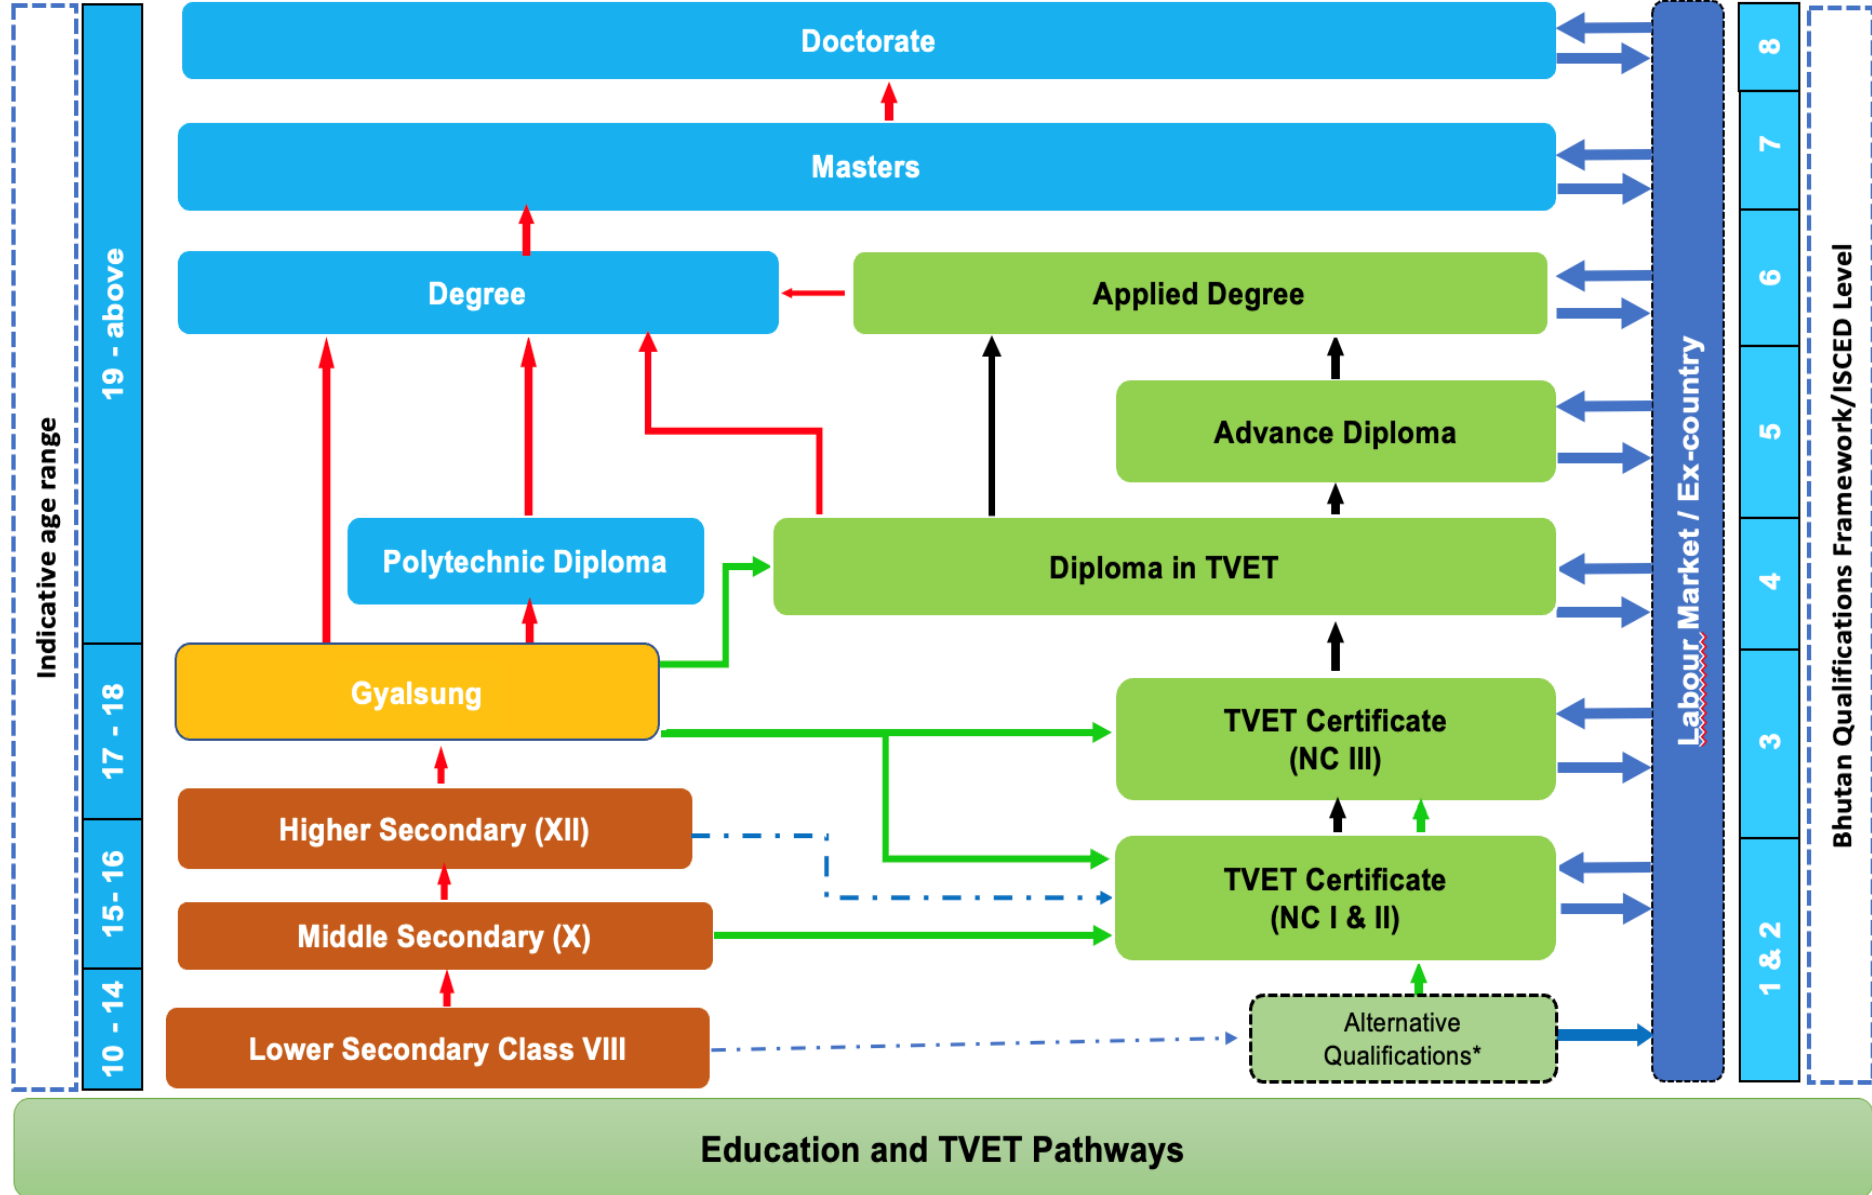 Doctorate
8
Masters
7
Degree
Applied Degree
6
19 - above
Advance Diploma
5
Polytechnic Diploma
Diploma in TVET
4
Indicative age range
Labour Market / Ex-country
Bhutan Qualifications Framework/ISCED Level
17 - 18
Gyalsung
TVET Certificate
(NC III)
3
Higher Secondary (XII)
15- 16
TVET Certificate
(NC I & II)
Middle Secondary (X)
1 & 2
10 - 14
Lower Secondary Class VIII
Alternative
Qualifications*
Education and TVET Pathways